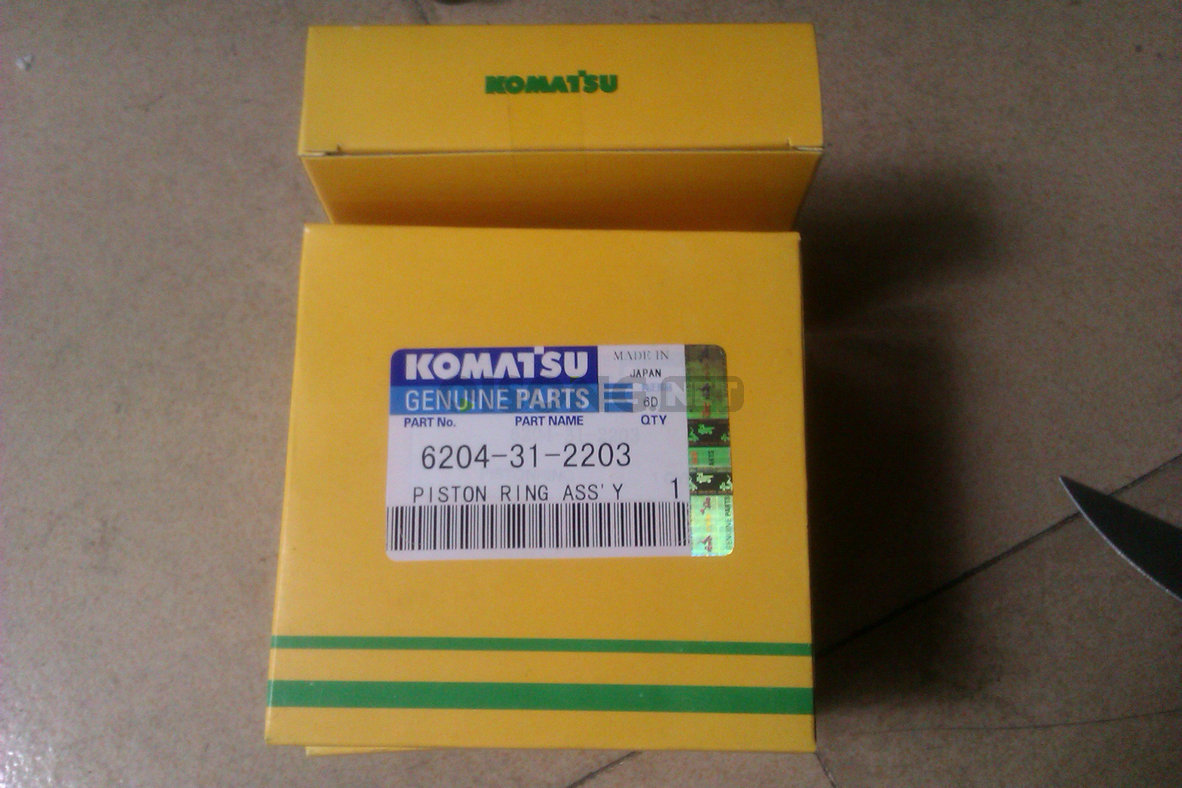 KOMATSU
KOMATSU MADE IN
JAPAN
GENUINE PARTS 6D
PART No. PART NAME QTY
6204-31-2203
PISTON RING ASS'Y 1